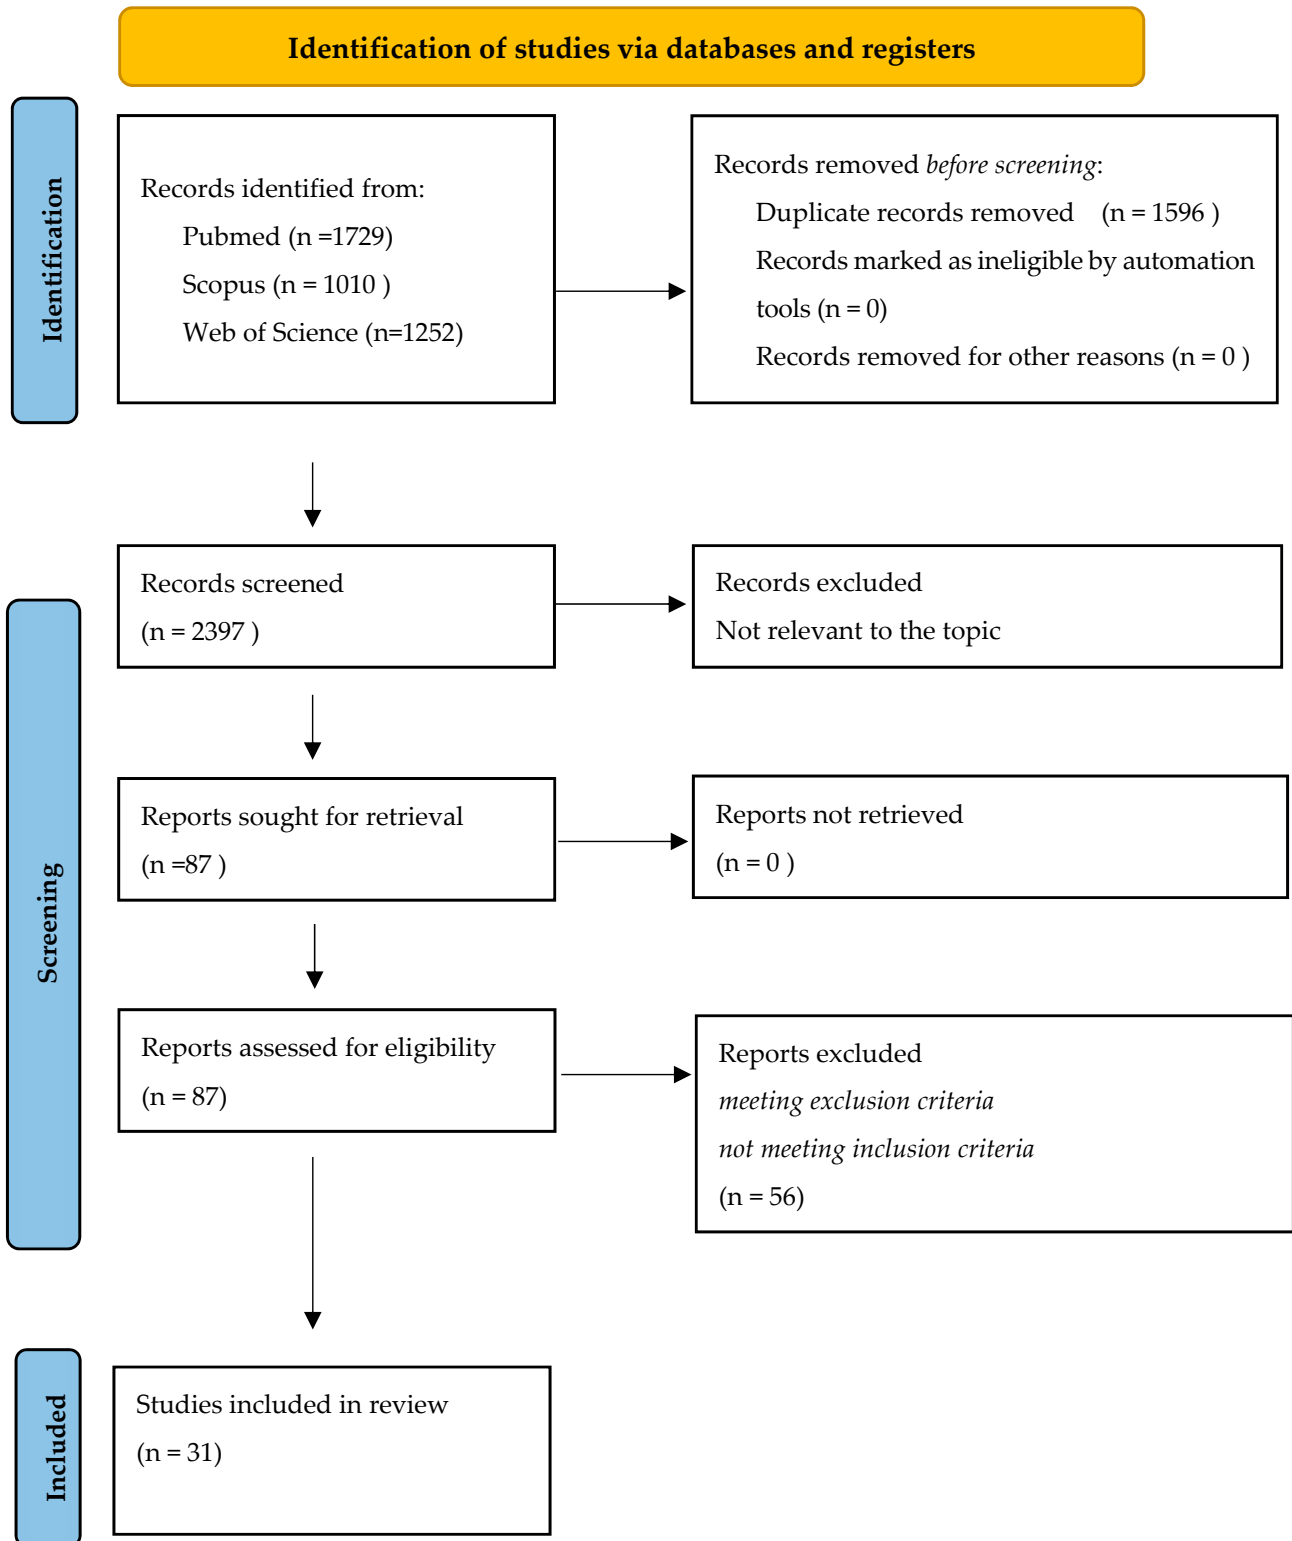 Identification of studies via databases and registers
Identification
Records identified from:
Pubmed (n =1729)
Scopus (n = 1010 )
Web of Science (n=1252)
Records removed before screening:
Duplicate records removed (n = 1596 )
Records marked as ineligible by automation
tools (n = 0)
Records removed for other reasons (n = 0 )
Screening
Records screened
(n = 2397 )
Records excluded
Not relevant to the topic
Reports sought for retrieval
(n =87 )
Reports not retrieved
(n = 0 )
Reports assessed for eligibility
(n = 87)
Reports excluded
meeting exclusion criteria
not meeting inclusion criteria
(n = 56)
Included
Studies included in review
(n = 31)